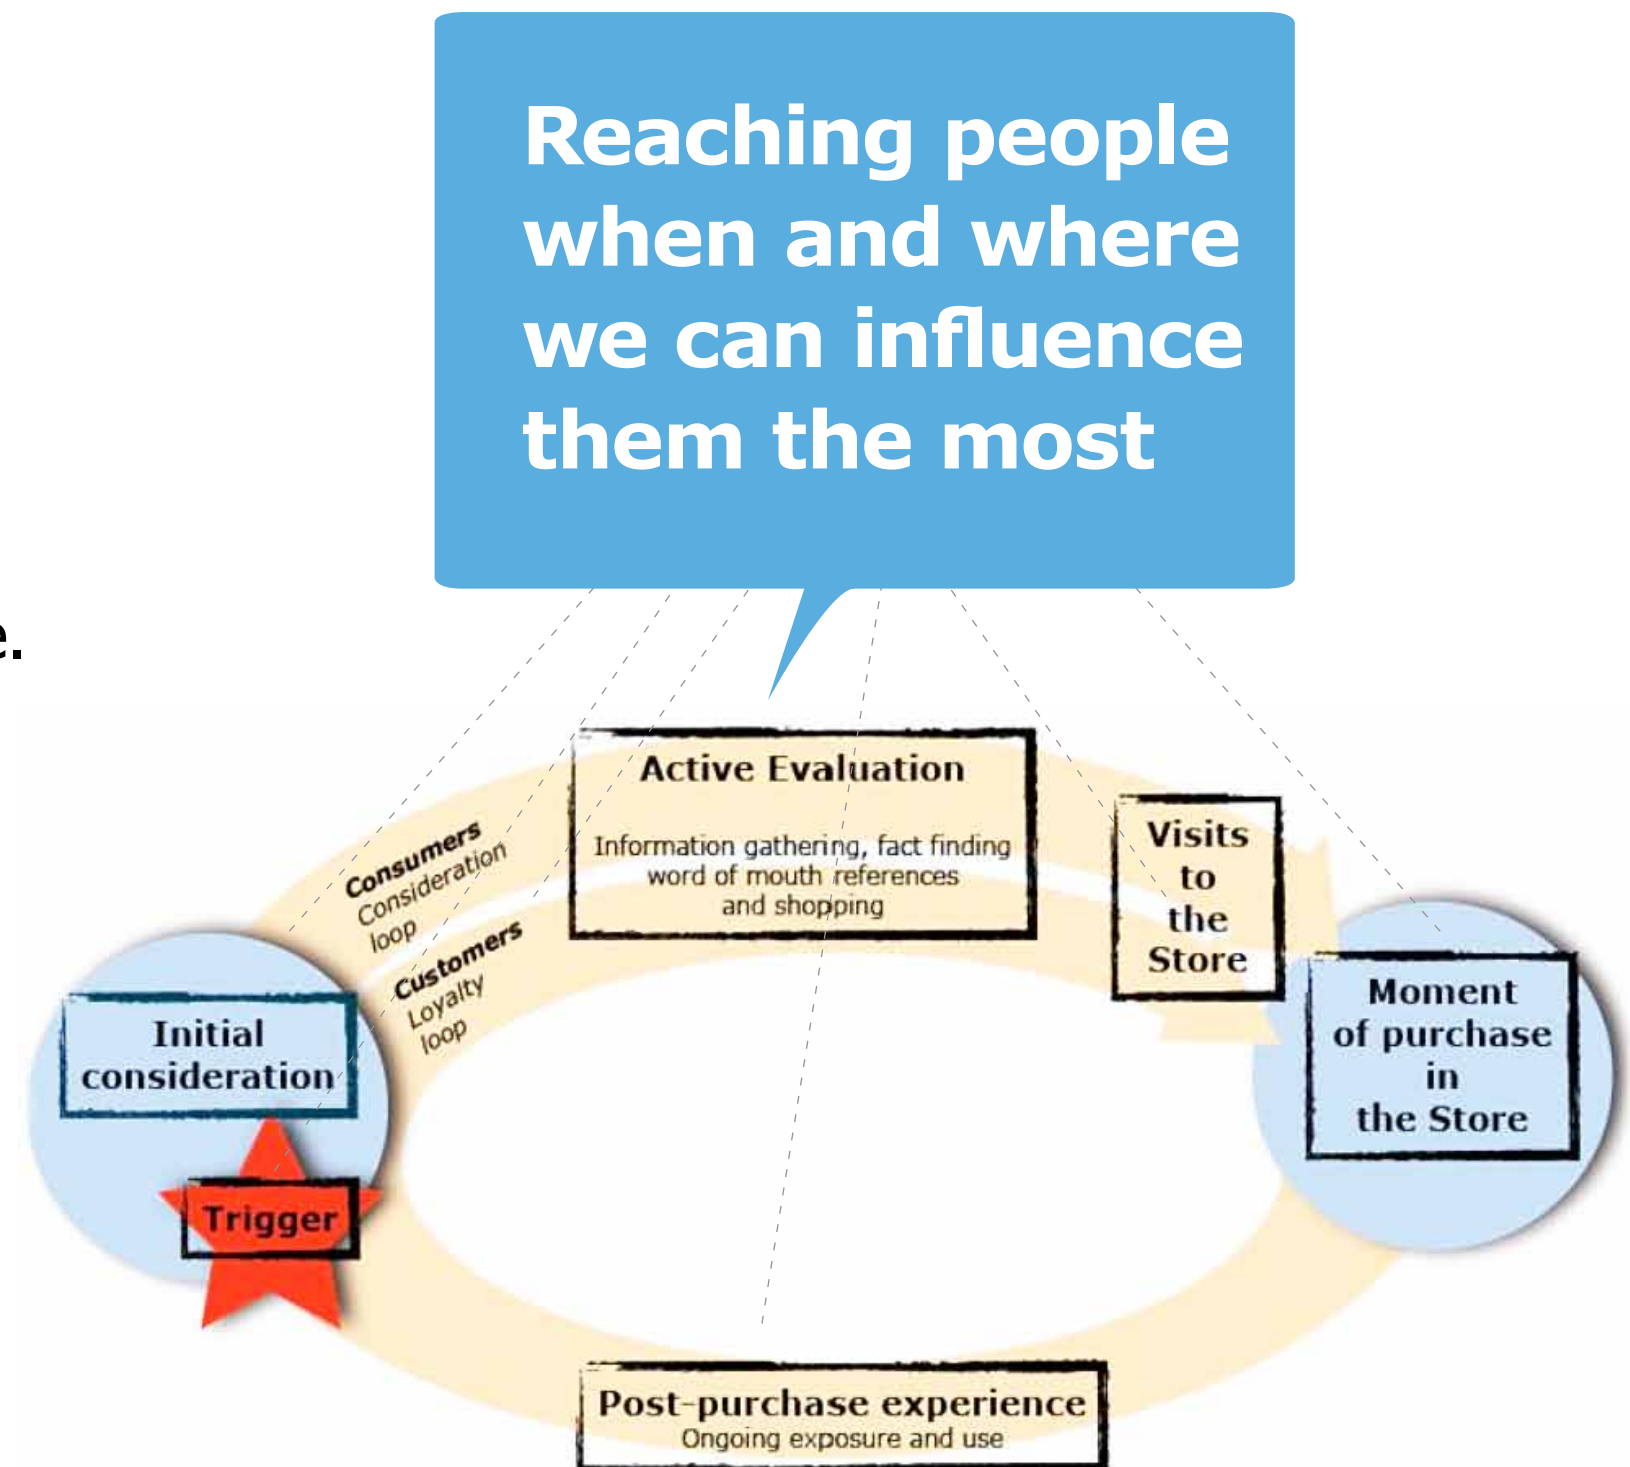 Reaching people
when and where
we can influence
them the most
e.
Active Evaluation
Information gathering, fact finding
word of mouth references
and shopping
Visits
to
the
Store
Consumers
Consideration
loop
Customers
Loyalty
loop
Initial
consideration
Trigger
Moment
of purchase
in
the Store
Post-purchase experience
Ongoing exposure and use